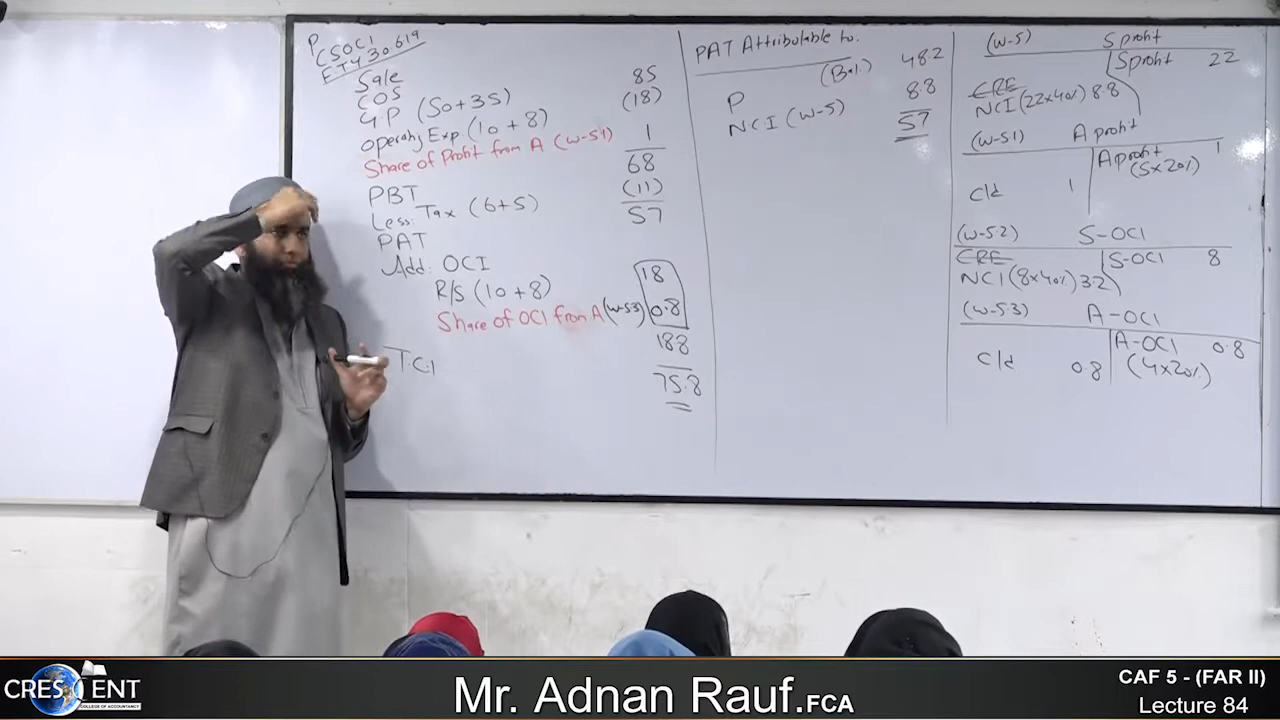 P
CSOCI
F.T.Y 30.6.19
Sale
COS
GP (50+35) 85
Operatg Exp. (10 + 8) (18)
Share of Profit from A (W-5.1) 1
PBT 68
Less: Tax (6+5) (11)
PAT 57
Add: OCI
R/S (10+8) 18
Share of OCI from A (W-5.3) 0.8
18.8
T.C.I 75.8
PAT Attributable to:
P (Bal.) 48.2
NCI (W-5) 8.8
57
(W-5) S profit
S profit 22
CRE
NCI (22x40%) 8.8
(W-5.1) A profit
A profit 1
(5x20%)
c/d 1
(W-5.2) S-OCI
CRE S-OCI 8
NCI (8x40%) 3.2
(W-5.3) A-OCI
A-OCI 0.8
c/d 0.8 (4x20%)
CRESCENT
COLLEGE OF ACCOUNTANCY
Mr. Adnan Rauf.FCA
CAF 5 - (FAR II)
Lecture 84